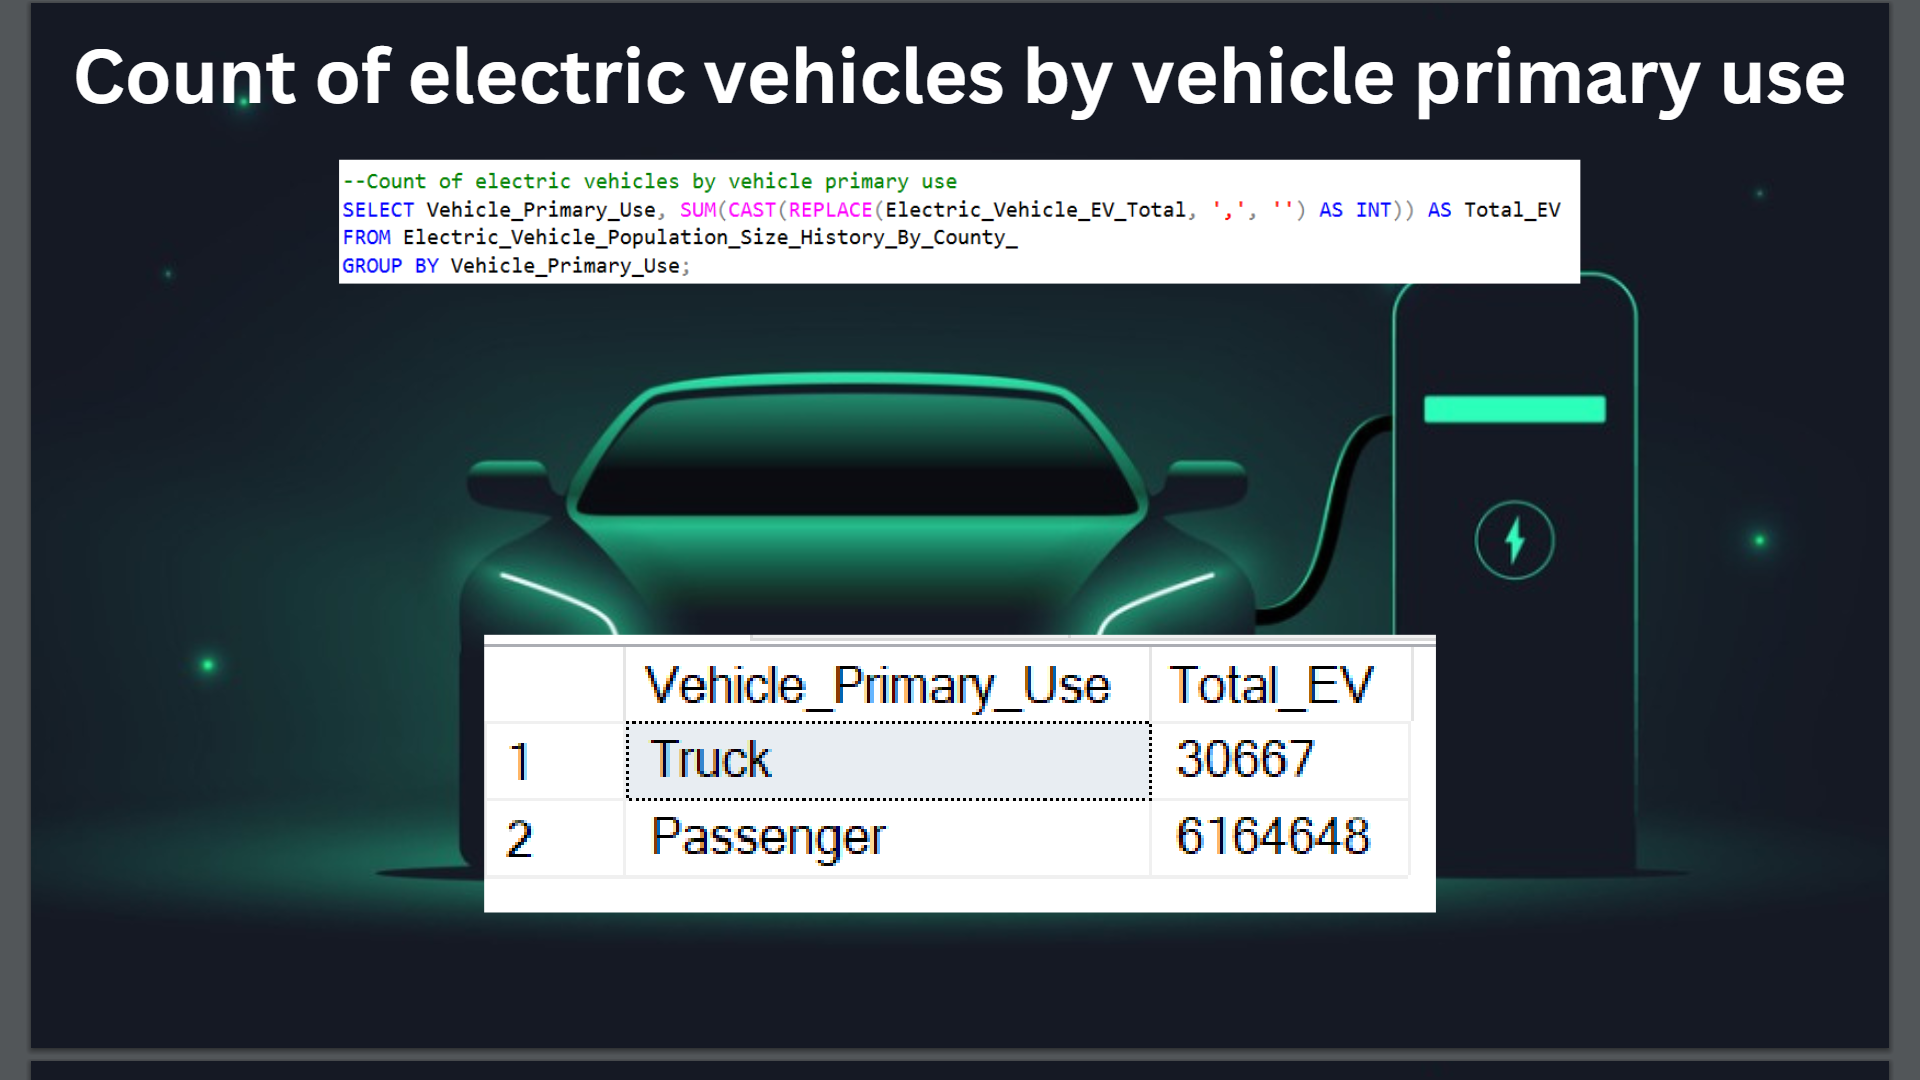 Count of electric vehicles by vehicle primary use
--Count of electric vehicles by vehicle primary use
SELECT Vehicle_Primary_Use, SUM(CAST(REPLACE(Electric_Vehicle_EV_Total, ',', '') AS INT)) AS Total_EV
FROM Electric_Vehicle_Population_Size_History_By_County_
GROUP BY Vehicle_Primary_Use;
Vehicle_Primary_Use Total_EV
1 Truck 30667
2 Passenger 6164648